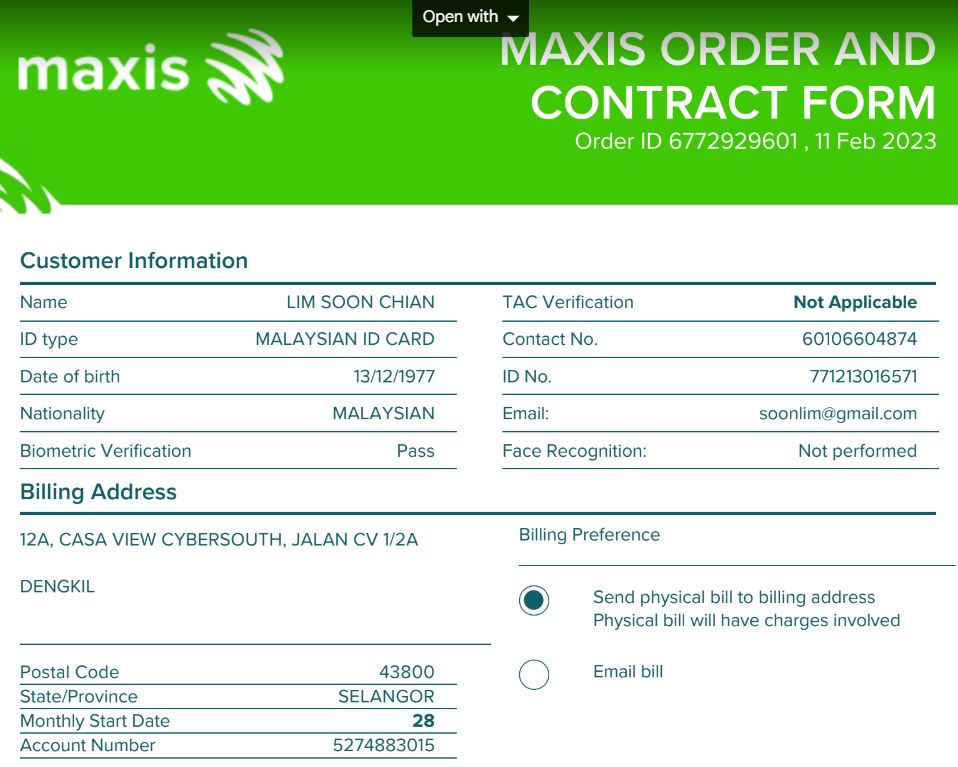 Open with
maxis
MAXIS ORDER AND
CONTRACT FORM
Order ID 6772929601 , 11 Feb 2023
Customer Information
Name LIM SOON CHIAN
ID type MALAYSIAN ID CARD
Date of birth 13/12/1977
Nationality MALAYSIAN
Biometric Verification Pass
TAC Verification Not Applicable
Contact No. 60106604874
ID No. 771213016571
Email: soonlim@gmail.com
Face Recognition: Not performed
Billing Address
12A, CASA VIEW CYBERSOUTH, JALAN CV 1/2A
DENGKIL
Postal Code 43800
State/Province SELANGOR
Monthly Start Date 28
Account Number 5274883015
Billing Preference
Send physical bill to billing address
Physical bill will have charges involved
Email bill